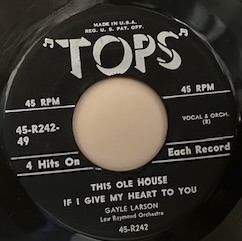 MADE IN U.S.A.
REG. U.S. PAT. OFF.
"TOPS"
45 RPM
45 RPM
45-R242-
49
VOCAL & ORCH.
(B)
4 Hits On
Each Record
THIS OLE HOUSE
IF I GIVE MY HEART TO YOU
GAYLE LARSON
Lew Raymond Orchestra
45-R242